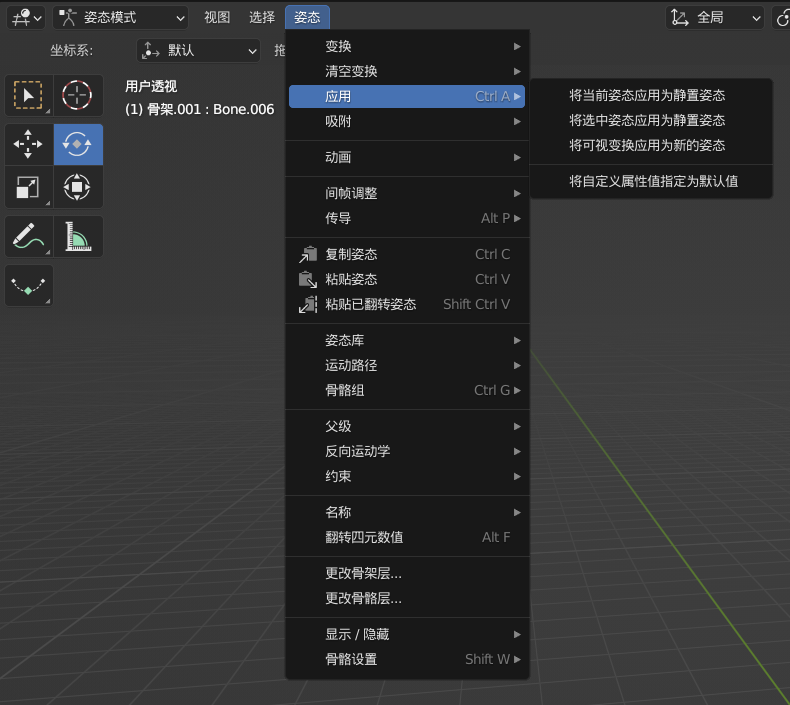 姿态模式 视图 选择 姿态 全局
坐标系: 默认 拖
用户透视
(1) 骨架.001 : Bone.006
变换
清空变换
应用 Ctrl A
吸附
动画
间帧调整
传导 Alt P
复制姿态 Ctrl C
粘贴姿态 Ctrl V
粘贴已翻转姿态 Shift Ctrl V
姿态库
运动路径
骨骼组 Ctrl G
父级
反向运动学
约束
名称
翻转四元数值 Alt F
更改骨架层...
更改骨骼层...
显示 / 隐藏
骨骼设置 Shift W
将当前姿态应用为静置姿态
将选中姿态应用为静置姿态
将可视变换应用为新的姿态
将自定义属性值指定为默认值